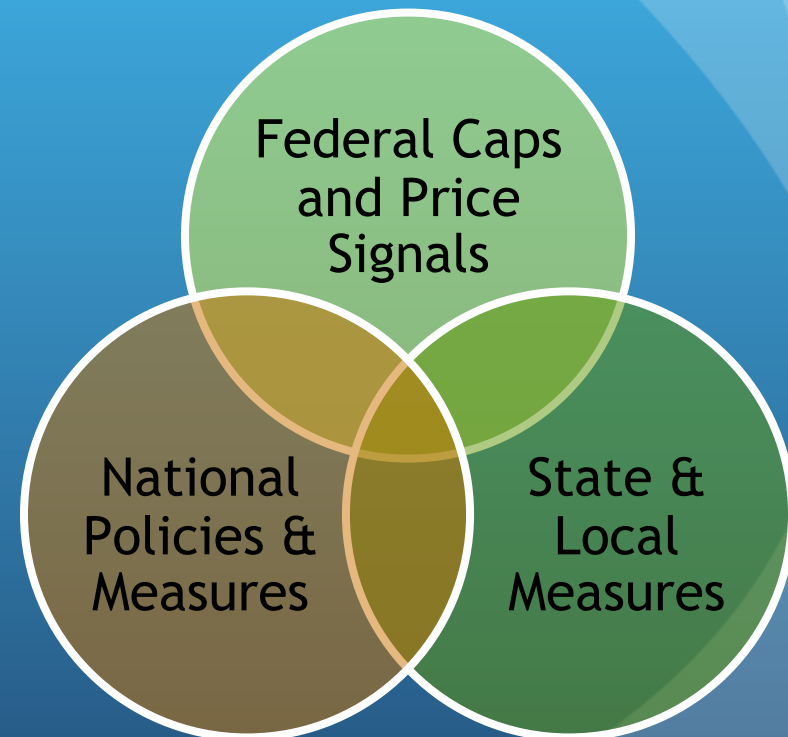 Federal Caps
and Price
Signals
National
Policies &
Measures
State &
Local
Measures